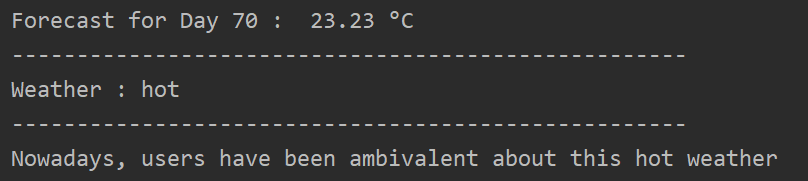 Forecast for Day 70 :  23.23 °C
----------------------------------------------------
Weather : hot
----------------------------------------------------
Nowadays, users have been ambivalent about this hot weather